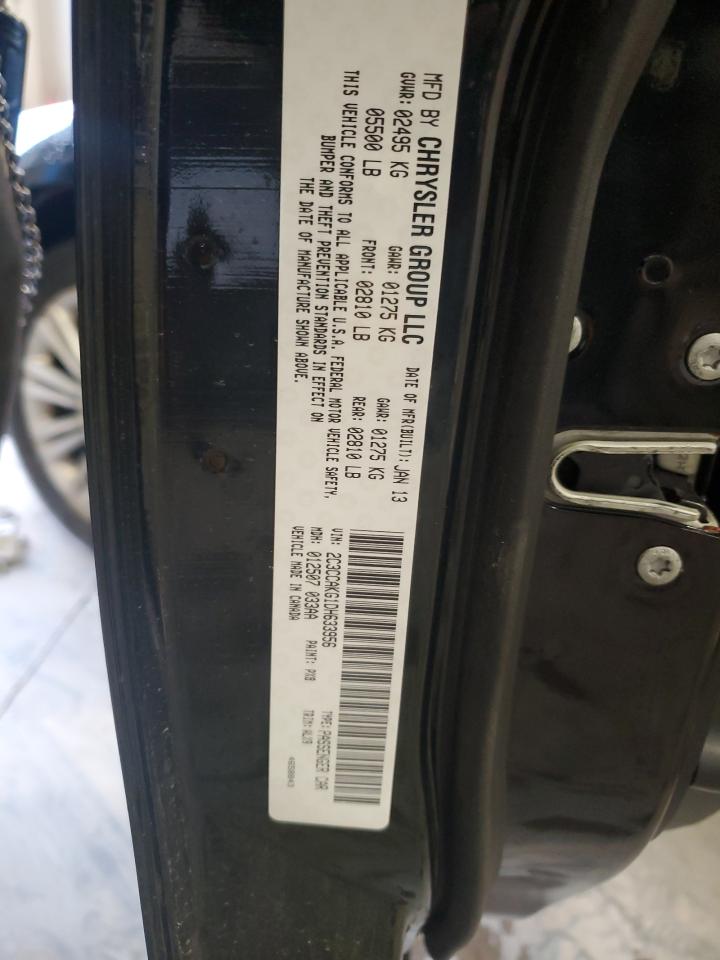 MFD BY CHRYSLER GROUP LLC
DATE OF MFR(BUILT): JAN 13
GVWR: 02495 KG
GAWR: 01275 KG
GAWR: 01275 KG
05500 LB
FRONT: 02810 LB
REAR: 02810 LB
THIS VEHICLE CONFORMS TO ALL APPLICABLE U.S.A. FEDERAL MOTOR VEHICLE SAFETY,
BUMPER AND THEFT PREVENTION STANDARDS IN EFFECT ON
THE DATE OF MANUFACTURE SHOWN ABOVE.
VIN: 2C3CCAKG1DH633956
TYPE: PASSENGER CAR
MDH: 012507 033AA
PAINT: PX8
TRIM:
VEHICLE MADE IN CANADA